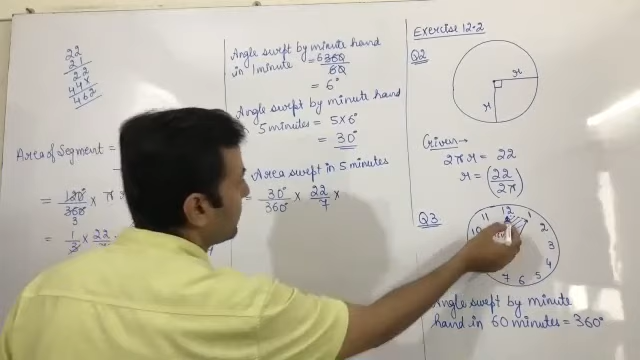 22
21
22
44×
462
Area of Segment =
= 120°/360° × π r
3
= 1/3 × 22/7
Angle swept by minute hand
in 1 minute = 6 360/60
= 6°
Angle swept by minute hand
5 minutes = 5×6°
= 30°
Area swept in 5 minutes
= 30°/360° × 22/7 ×
Exercise 12.2
Q2
r
r
Given→
2πr = 22
r = (22/2π)
Q3
11 12 1
10 2
3
4
7 6 5
Angle swept by minute
hand in 60 minutes = 360°